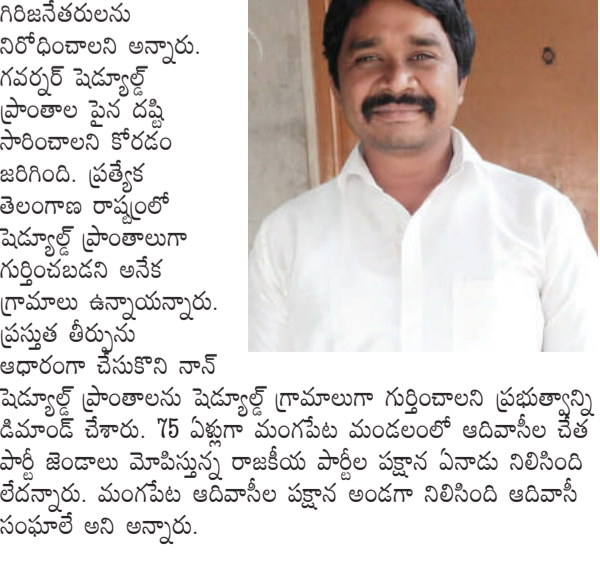 గిరిజనేతరులను
నిరోధించాలని అన్నారు.
గవర్నర్ షెడ్యూల్డ్
ప్రాంతాల పైన దష్టి
సారించాలని కోరడం
జరిగింది. ప్రత్యేక
తెలంగాణ రాష్ట్రంలో
షెడ్యూల్డ్ ప్రాంతాలుగా
గుర్తించబడని అనేక
గ్రామాలు ఉన్నాయన్నారు.
ప్రస్తుత తీర్పును
ఆధారంగా చేసుకొని నాన్
షెడ్యూల్డ్ ప్రాంతాలను షెడ్యూల్డ్ గ్రామాలుగా గుర్తించాలని ప్రభుత్వాన్ని
డిమాండ్ చేశారు. 75 ఏళ్లుగా మంగపేట మండలంలో ఆదివాసీల చేత
పార్టీ జెండాలు మోపిస్తున్న రాజకీయ పార్టీల పక్షాన ఏనాడు నిలిసింది
లేదన్నారు. మంగపేట ఆదివాసీల పక్షాన అండగా నిలిసింది ఆదివాసీ
సంఘాలే అని అన్నారు.